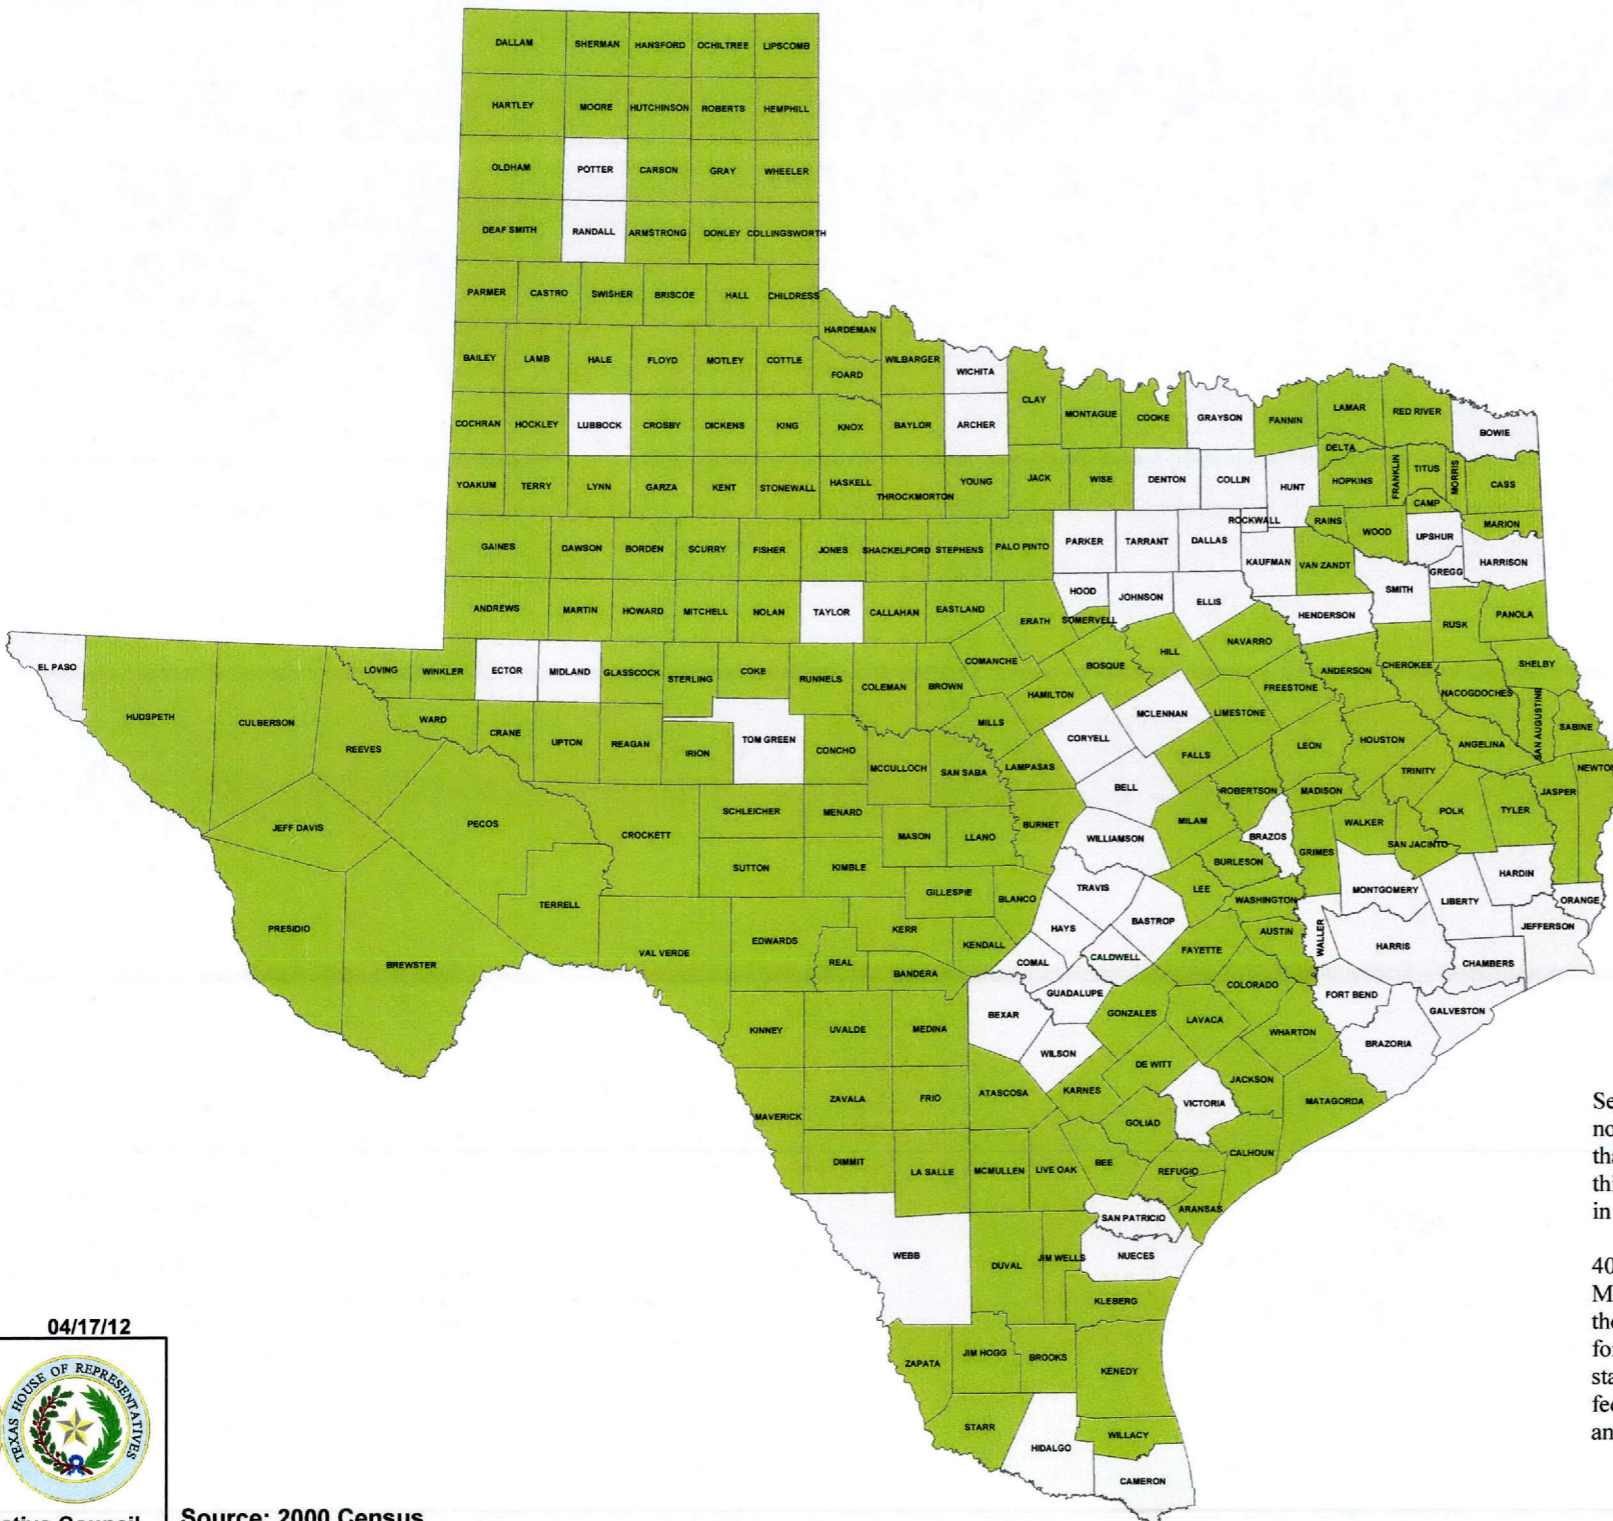 DALLAM SHERMAN HANSFORD OCHILTREE LIPSCOMB
HARTLEY MOORE HUTCHINSON ROBERTS HEMPHILL
OLDHAM POTTER CARSON GRAY WHEELER
DEAF SMITH RANDALL ARMSTRONG DONLEY COLLINGSWORTH
PARMER CASTRO SWISHER BRISCOE HALL CHILDRESS
HARDEMAN
BAILEY LAMB HALE FLOYD MOTLEY COTTLE FOARD WILBARGER WICHITA
CLAY MONTAGUE COOKE GRAYSON FANNIN LAMAR RED RIVER BOWIE
COCHRAN HOCKLEY LUBBOCK CROSBY DICKENS KING KNOX BAYLOR ARCHER
DELTA
YOAKUM TERRY LYNN GARZA KENT STONEWALL HASKELL THROCKMORTON YOUNG JACK WISE DENTON COLLIN HUNT HOPKINS FRANKLIN TITUS MORRIS CASS
CAMP
ROCKWALL RAINS WOOD UPSHUR MARION
GAINES DAWSON BORDEN SCURRY FISHER JONES SHACKELFORD STEPHENS PALO PINTO PARKER TARRANT DALLAS KAUFMAN VAN ZANDT GREGG HARRISON
SMITH
HOOD JOHNSON ELLIS HENDERSON
ANDREWS MARTIN HOWARD MITCHELL NOLAN TAYLOR CALLAHAN EASTLAND ERATH SOMERVELL RUSK PANOLA
NAVARRO
EL PASO HUDSPETH CULBERSON REEVES LOVING WINKLER ECTOR MIDLAND GLASSCOCK STERLING COKE RUNNELS COLEMAN BROWN COMANCHE HAMILTON BOSQUE HILL FREESTONE ANDERSON CHEROKEE SHELBY
NACOGDOCHES SAN AUGUSTINE SABINE
WARD CRANE UPTON REAGAN IRION TOM GREEN CONCHO MCCULLOCH SAN SABA MILLS LAMPASAS CORYELL MCLENNAN LIMESTONE FALLS LEON HOUSTON ANGELINA
TRINITY NEWTON
BELL ROBERTSON MADISON POLK TYLER JASPER
JEFF DAVIS PECOS CROCKETT SCHLEICHER MENARD MASON LLANO BURNET WILLIAMSON MILAM BRAZOS WALKER SAN JACINTO
GRIMES
SUTTON KIMBLE BURLESON
GILLESPIE BLANCO TRAVIS LEE WASHINGTON MONTGOMERY LIBERTY HARDIN ORANGE
TERRELL
PRESIDIO BREWSTER VAL VERDE EDWARDS REAL KERR KENDALL HAYS BASTROP FAYETTE AUSTIN WALLER HARRIS JEFFERSON
BANDERA COMAL CALDWELL CHAMBERS
GUADALUPE COLORADO FORT BEND GALVESTON
KINNEY UVALDE MEDINA BEXAR GONZALES LAVACA WHARTON BRAZORIA
WILSON
DE WITT
MAVERICK ZAVALA FRIO ATASCOSA KARNES VICTORIA JACKSON MATAGORDA
GOLIAD
DIMMIT LA SALLE MCMULLEN LIVE OAK BEE REFUGIO CALHOUN
ARANSAS
SAN PATRICIO
WEBB DUVAL JIM WELLS NUECES
KLEBERG
ZAPATA JIM HOGG BROOKS KENEDY
STARR HIDALGO WILLACY
CAMERON
Se
no
tha
thi
in
40
M
the
for
sta
fed
an
04/17/12
TEXAS HOUSE OF REPRESENTATIVES
ative Council
Source: 2000 Census